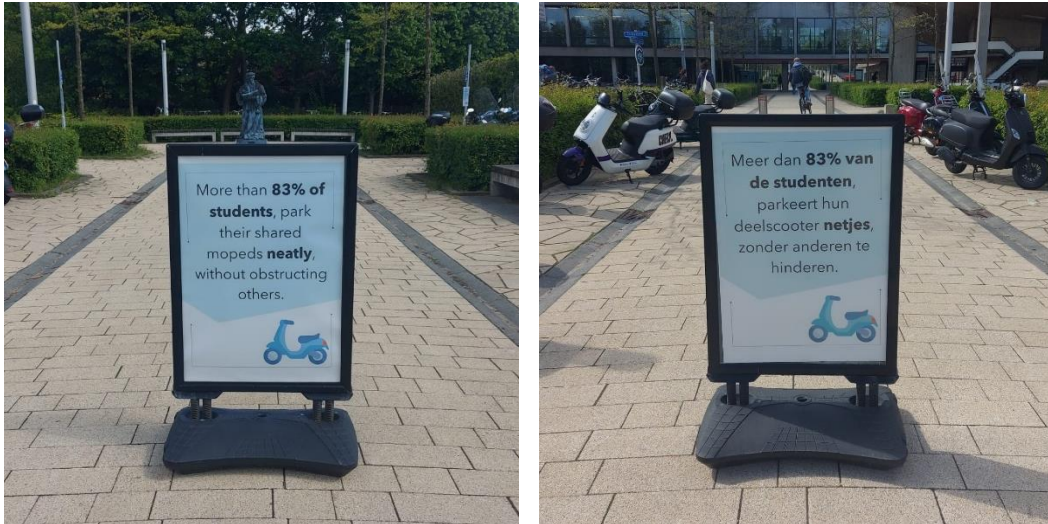 More than 83% of
students, park
their shared
mopeds neatly,
without obstructing
others.
Meer dan 83% van
de studenten,
parkeert hun
deelscooter netjes,
zonder anderen te
hinderen.